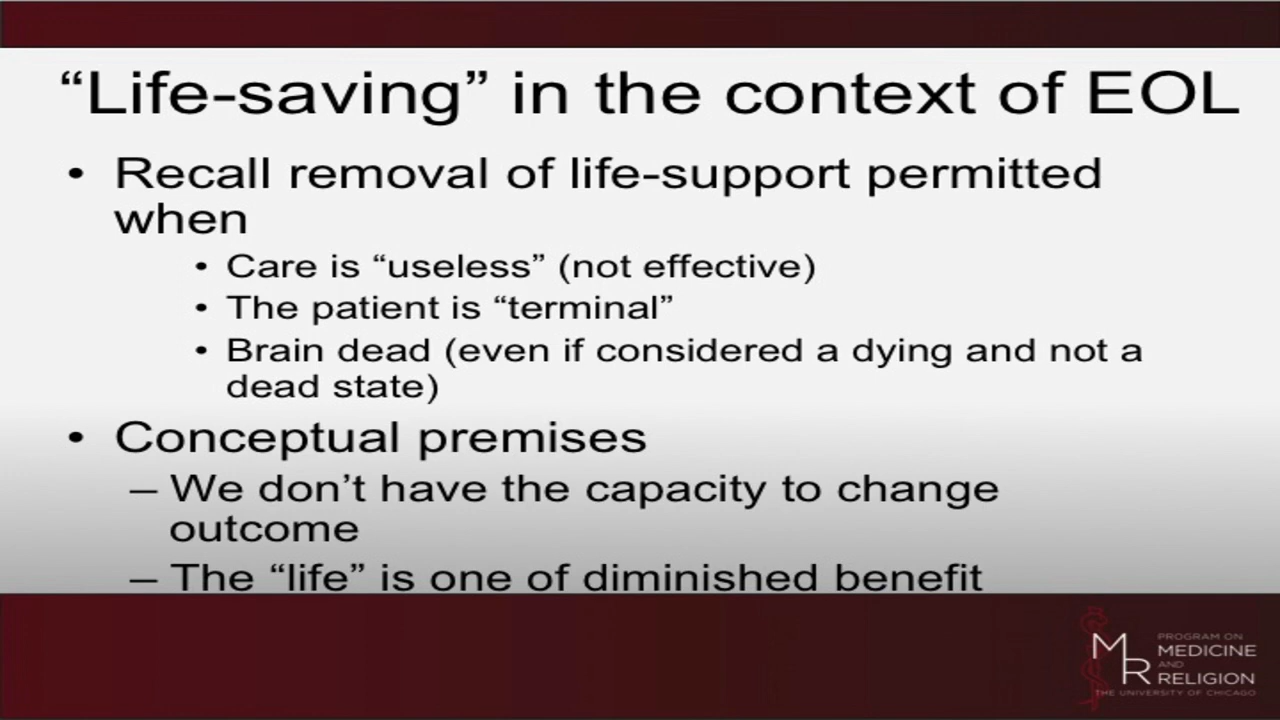 “Life-saving” in the context of EOL
• Recall removal of life-support permitted
when
• Care is “useless” (not effective)
• The patient is “terminal”
• Brain dead (even if considered a dying and not a
dead state)
• Conceptual premises
– We don’t have the capacity to change
outcome
– The “life” is one of diminished benefit
MR
PROGRAM ON
MEDICINE
AND
RELIGION
THE UNIVERSITY OF CHICAGO